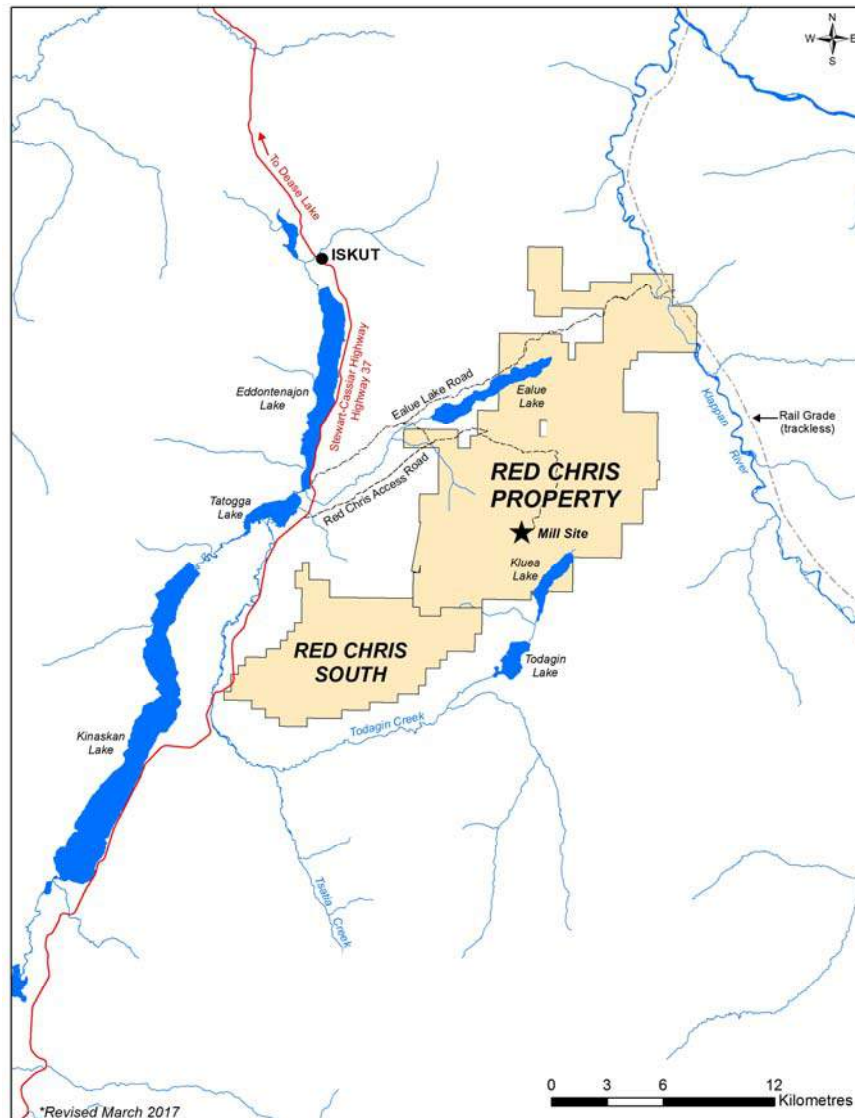 N
W E
S
To Dease Lake
ISKUT
Stewart-Cassiar Highway
Highway 37
Eddontenajon
Lake
Ealue Lake Road
Ealue
Lake
Klappan
River
Rail Grade
(trackless)
Red Chris Access Road
Tatogga
Lake
RED CHRIS
PROPERTY
Mill Site
Kluea
Lake
RED CHRIS
SOUTH
Todagin
Lake
Todagin Creek
Kinaskan
Lake
Tsatia Creek
0 3 6 12
Kilometres
*Revised March 2017